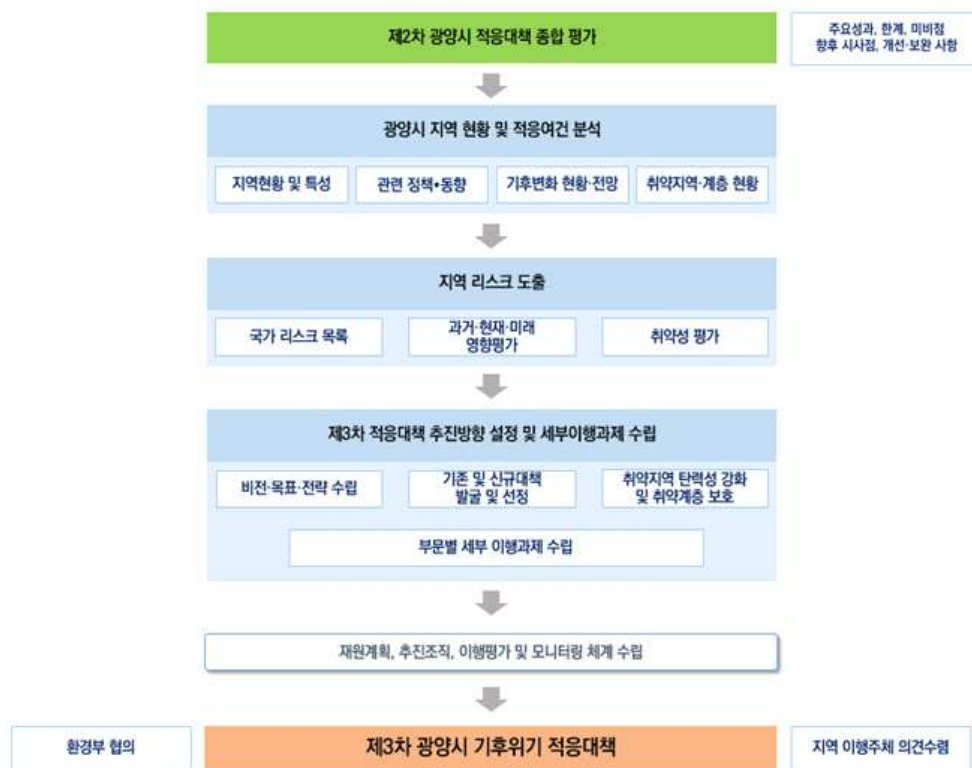 제2차 광양시 적응대책 종합 평가
주요성과, 한계, 미비점
향후 시사점, 개선·보완 사항
광양시 지역 현황 및 적응여건 분석
지역현황 및 특성
관련 정책•동향
기후변화 현황·전망
취약지역·계층 현황
지역 리스크 도출
국가 리스크 목록
과거·현재·미래
영향평가
취약성 평가
제3차 적응대책 추진방향 설정 및 세부이행과제 수립
비전·목표·전략 수립
기존 및 신규대책
발굴 및 선정
취약지역 탄력성 강화
및 취약계층 보호
부문별 세부 이행과제 수립
재원계획, 추진조직, 이행평가 및 모니터링 체계 수립
환경부 협의
제3차 광양시 기후위기 적응대책
지역 이행주체 의견수렴